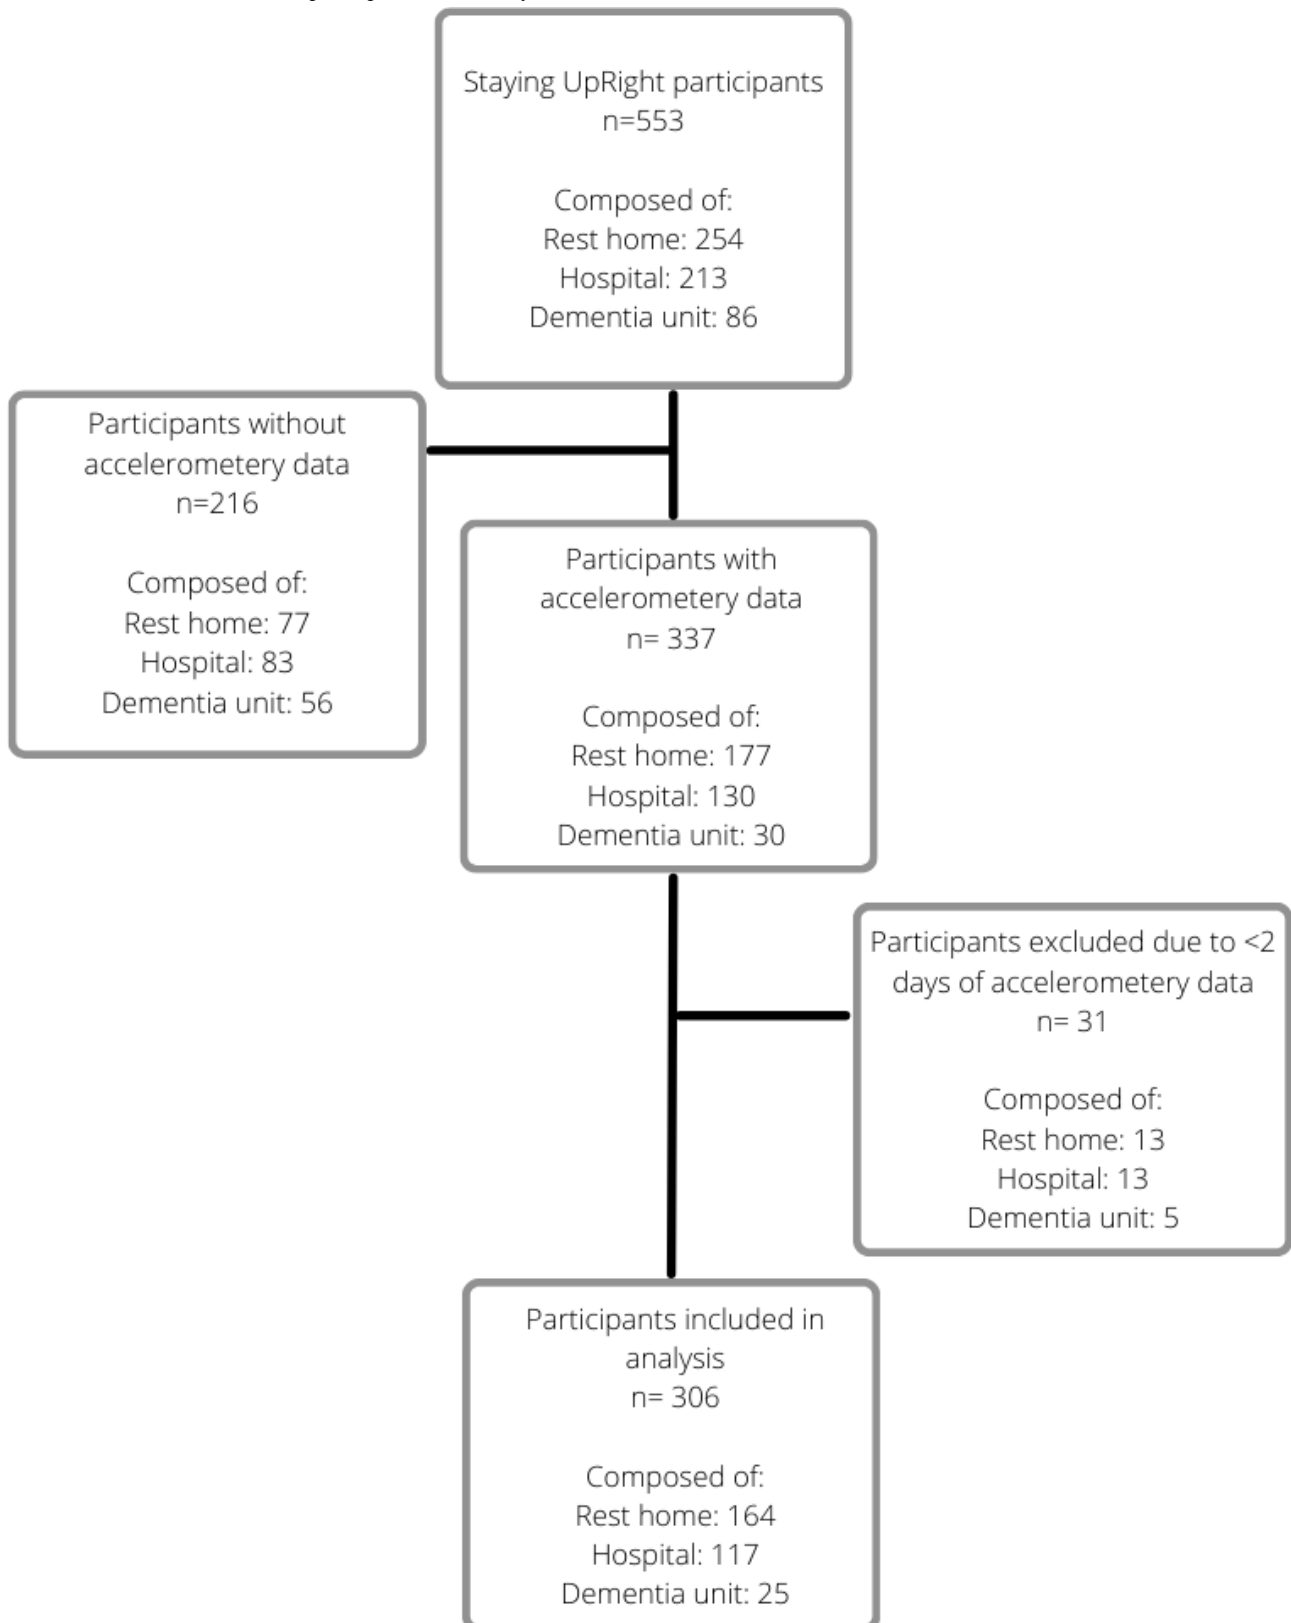 Staying UpRight participants
n=553
Composed of:
Rest home: 254
Hospital: 213
Dementia unit: 86
Participants without
accelerometery data
n=216
Composed of:
Rest home: 77
Hospital: 83
Dementia unit: 56
Participants with
accelerometery data
n= 337
Composed of:
Rest home: 177
Hospital: 130
Dementia unit: 30
Participants excluded due to <2
days of accelerometery data
n= 31
Composed of:
Rest home: 13
Hospital: 13
Dementia unit: 5
Participants included in
analysis
n= 306
Composed of:
Rest home: 164
Hospital: 117
Dementia unit: 25